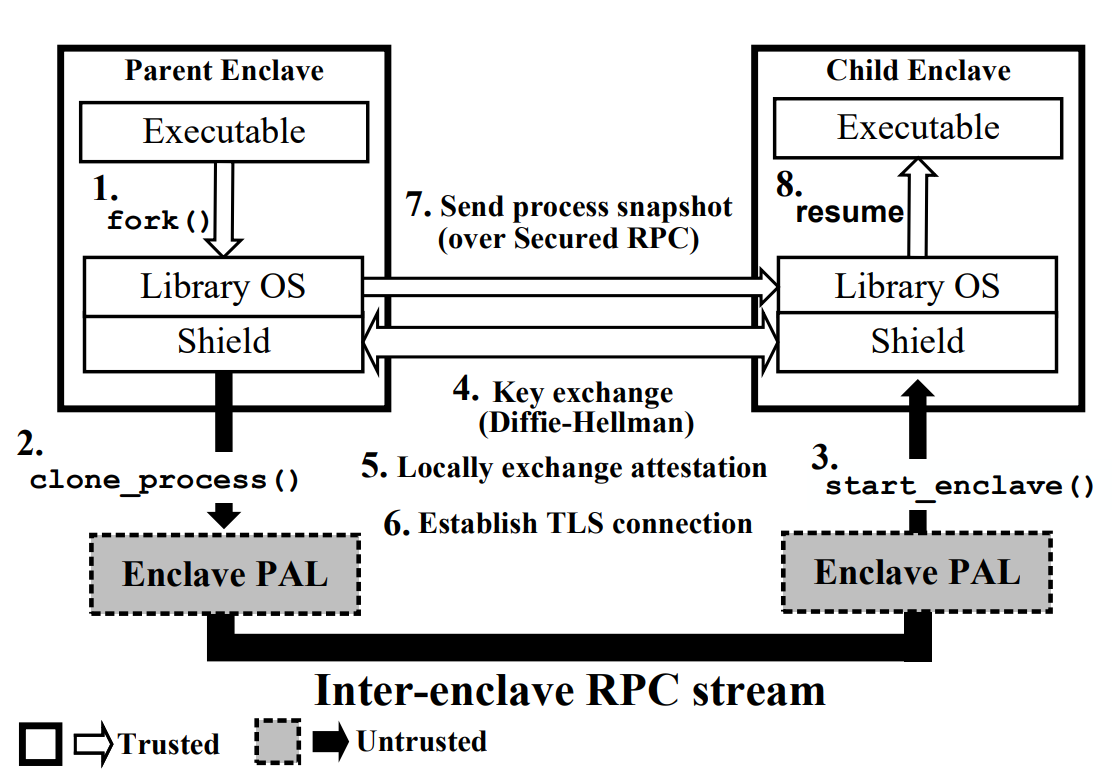 Parent Enclave
Child Enclave
Executable
Executable
1.
fork()
7. Send process snapshot
(over Secured RPC)
8.
resume
Library OS
Library OS
Shield
Shield
4. Key exchange
(Diffie-Hellman)
2.
clone_process()
5. Locally exchange attestation
3.
start_enclave()
6. Establish TLS connection
Enclave PAL
Enclave PAL
Inter-enclave RPC stream
Trusted
Untrusted